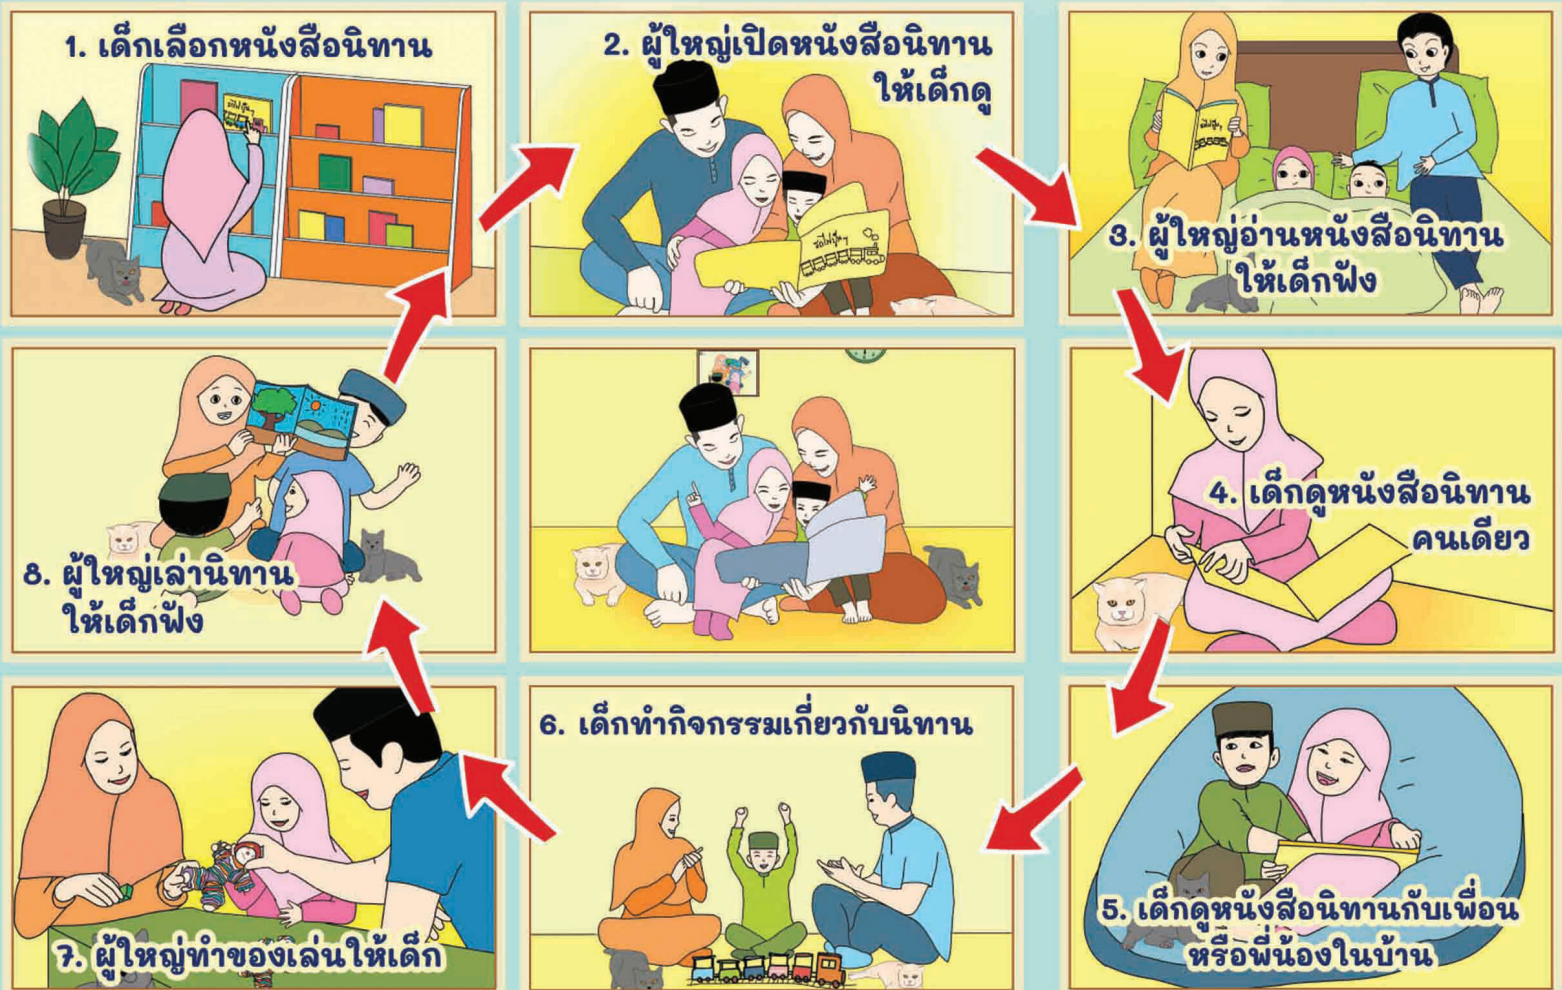 1. เด็กเลือกหนังสือนิทาน
2. ผู้ใหญ่เปิดหนังสือนิทาน
ให้เด็กดู
3. ผู้ใหญ่อ่านหนังสือนิทาน
ให้เด็กฟัง
4. เด็กดูหนังสือนิทาน
คนเดียว
5. เด็กดูหนังสือนิทานกับเพื่อน
หรือพี่น้องในบ้าน
6. เด็กทำกิจกรรมเกี่ยวกับนิทาน
7. ผู้ใหญ่ทำของเล่นให้เด็ก
8. ผู้ใหญ่เล่านิทาน
ให้เด็กฟัง